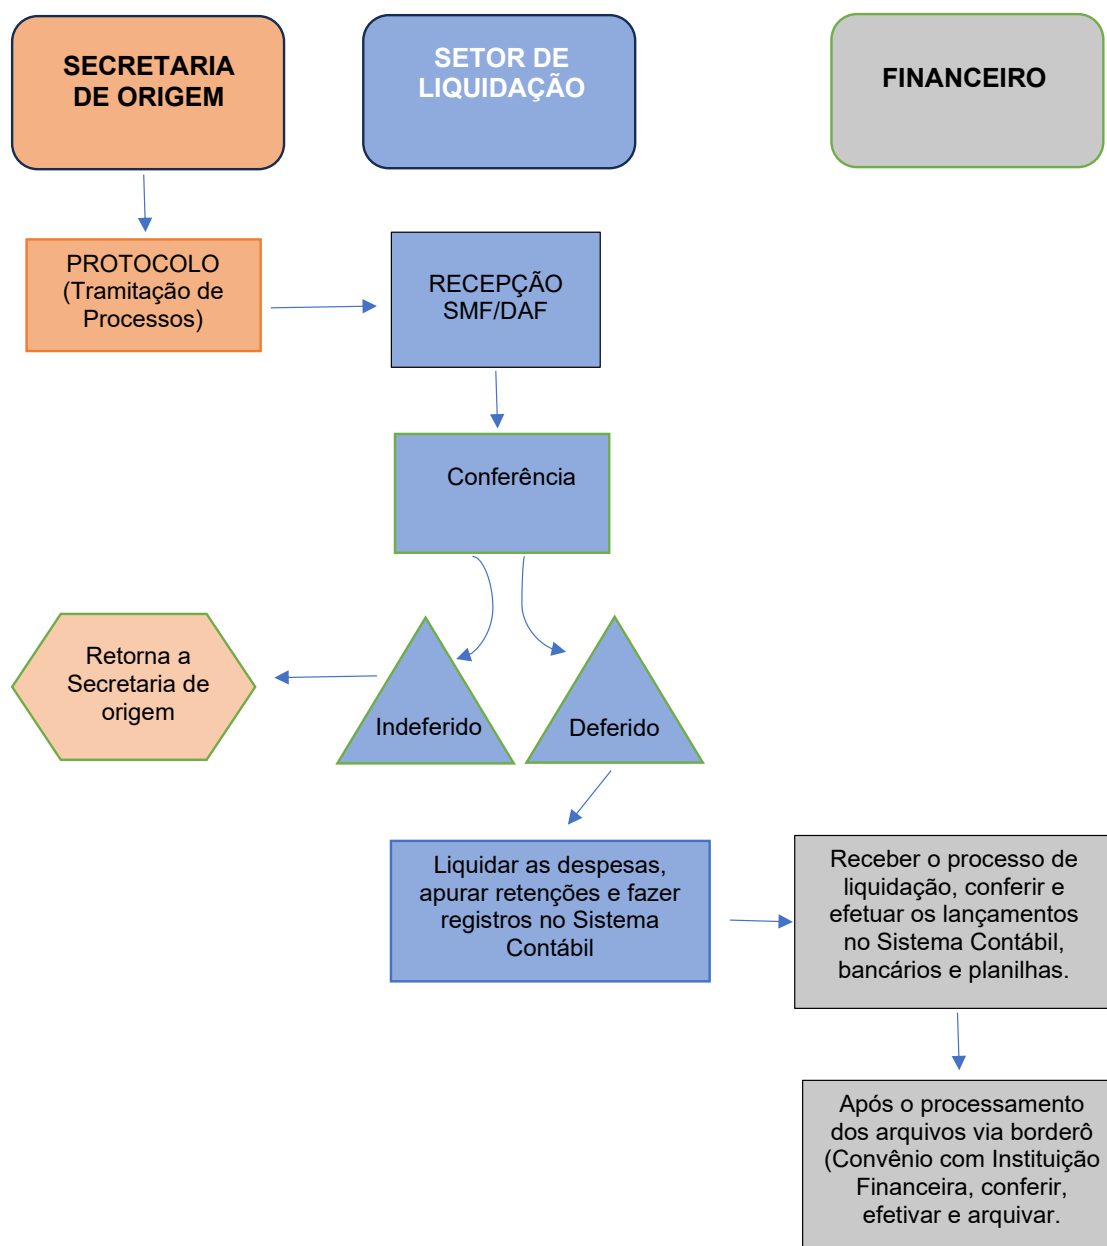 SECRETARIA
DE ORIGEM
SETOR DE
LIQUIDAÇÃO
FINANCEIRO
PROTOCOLO
(Tramitação de
Processos)
RECEPÇÃO
SMF/DAF
Conferência
Retorna a
Secretaria de
origem
Indeferido
Deferido
Liquidar as despesas,
apurar retenções e fazer
registros no Sistema
Contábil
Receber o processo de
liquidação, conferir e
efetuar os lançamentos
no Sistema Contábil,
bancários e planilhas.
Após o processamento
dos arquivos via borderô
(Convênio com Instituição
Financeira, conferir,
efetivar e arquivar.